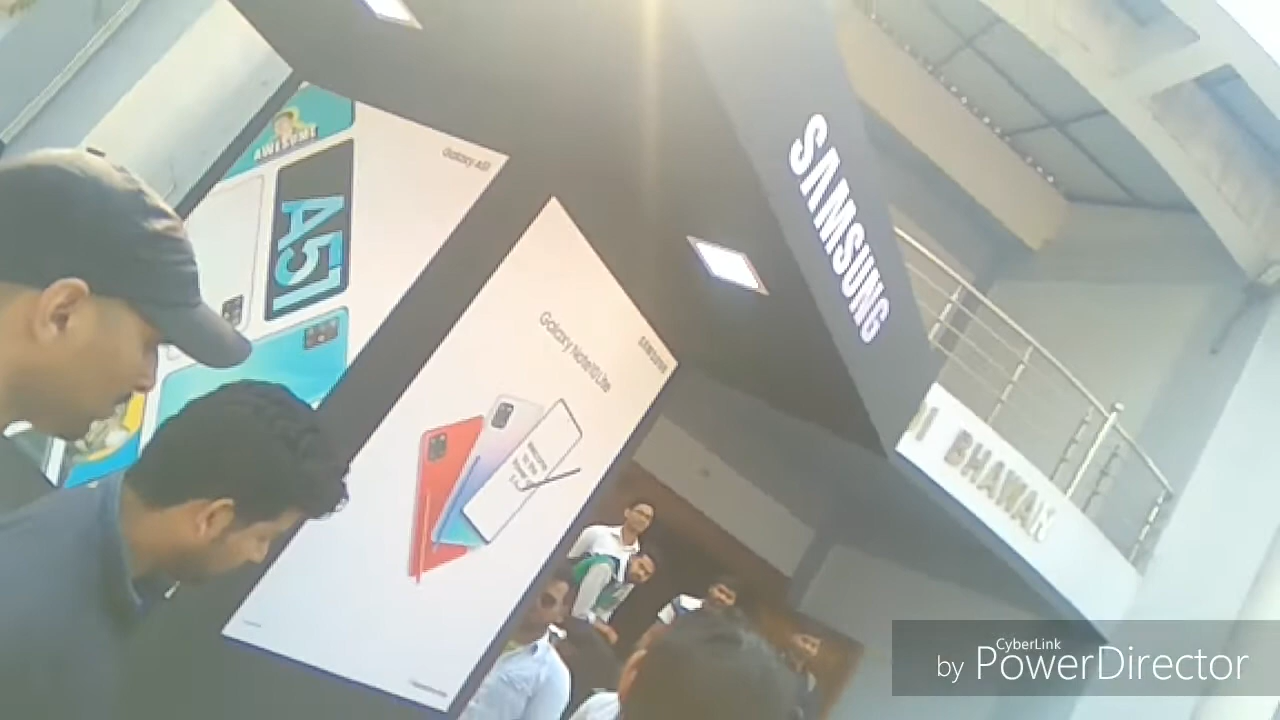 SAMSUNG
AWESOME
Galaxy A51
A51
SAMSUNG
Galaxy Note10 Lite
BHAWAN
CyberLink
by PowerDirector